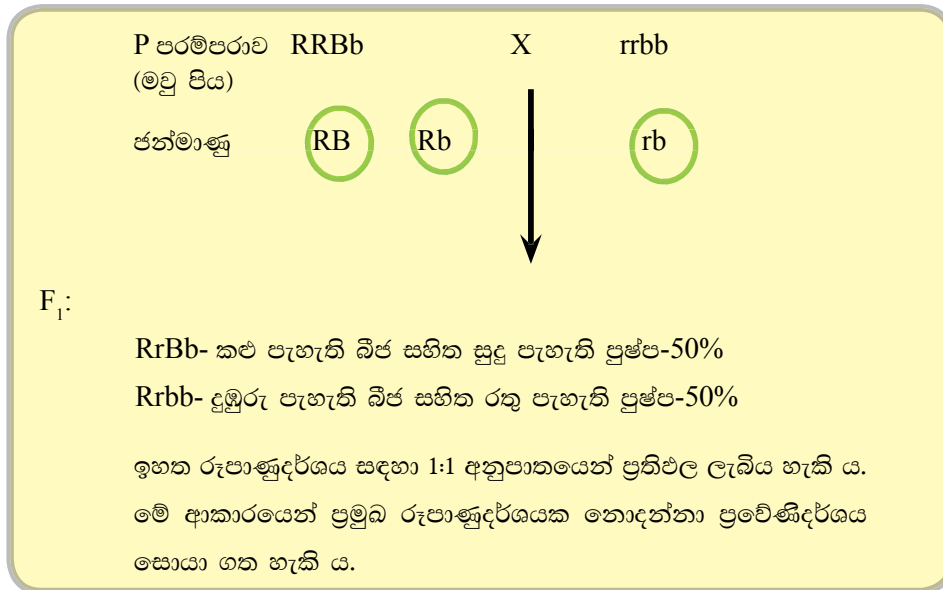 P පරම්පරාව RRBb X rrbb
(මවු පිය)
ජන්මාණු RB Rb rb
F₁:
RrBb- කළු පැහැති බීජ සහිත සුදු පැහැති පුෂ්ප-50%
Rrbb- දුඹුරු පැහැති බීජ සහිත රතු පැහැති පුෂ්ප-50%
ඉහත රූපාණුදර්ශය සඳහා 1:1 අනුපාතයෙන් ප්‍රතිඵල ලැබිය හැකි ය.
මේ ආකාරයෙන් ප්‍රමුඛ රූපාණුදර්ශයක නොදන්නා ප්‍රවේණිදර්ශය
සොයා ගත හැකි ය.